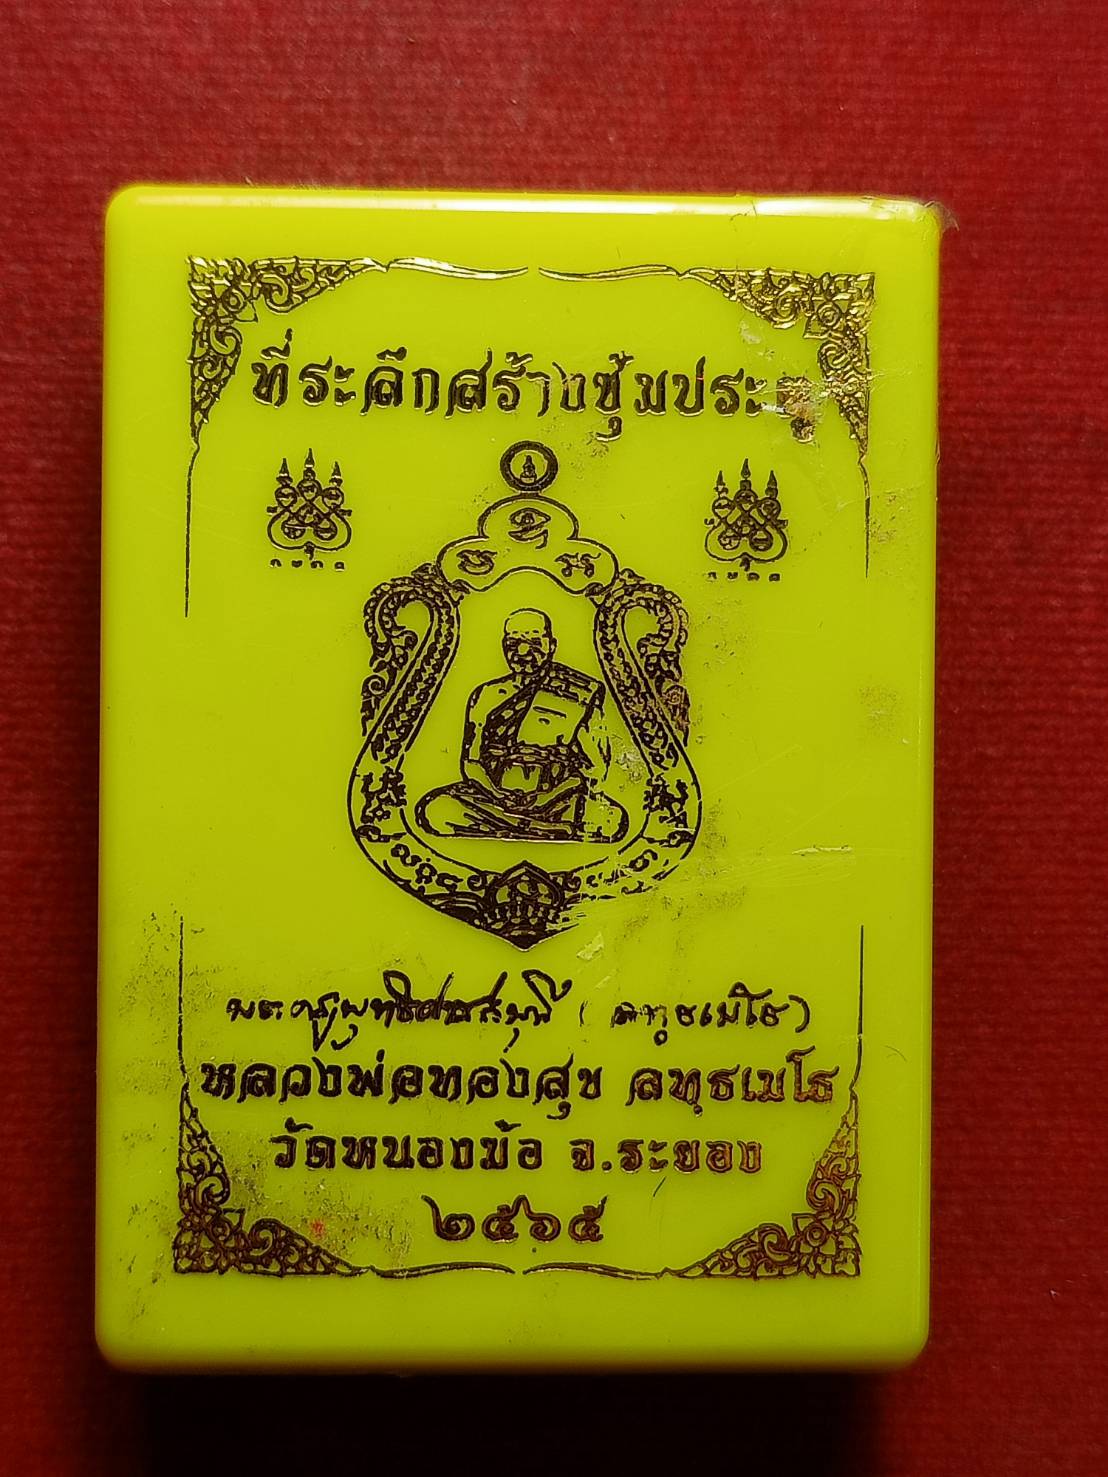 ที่ระลึกสร้างซุ้มประตู
หลวงพ่อทองสุข ลทฺธเมโธ
วัดหนองม้อ จ.ระยอง
๒๕๖๕